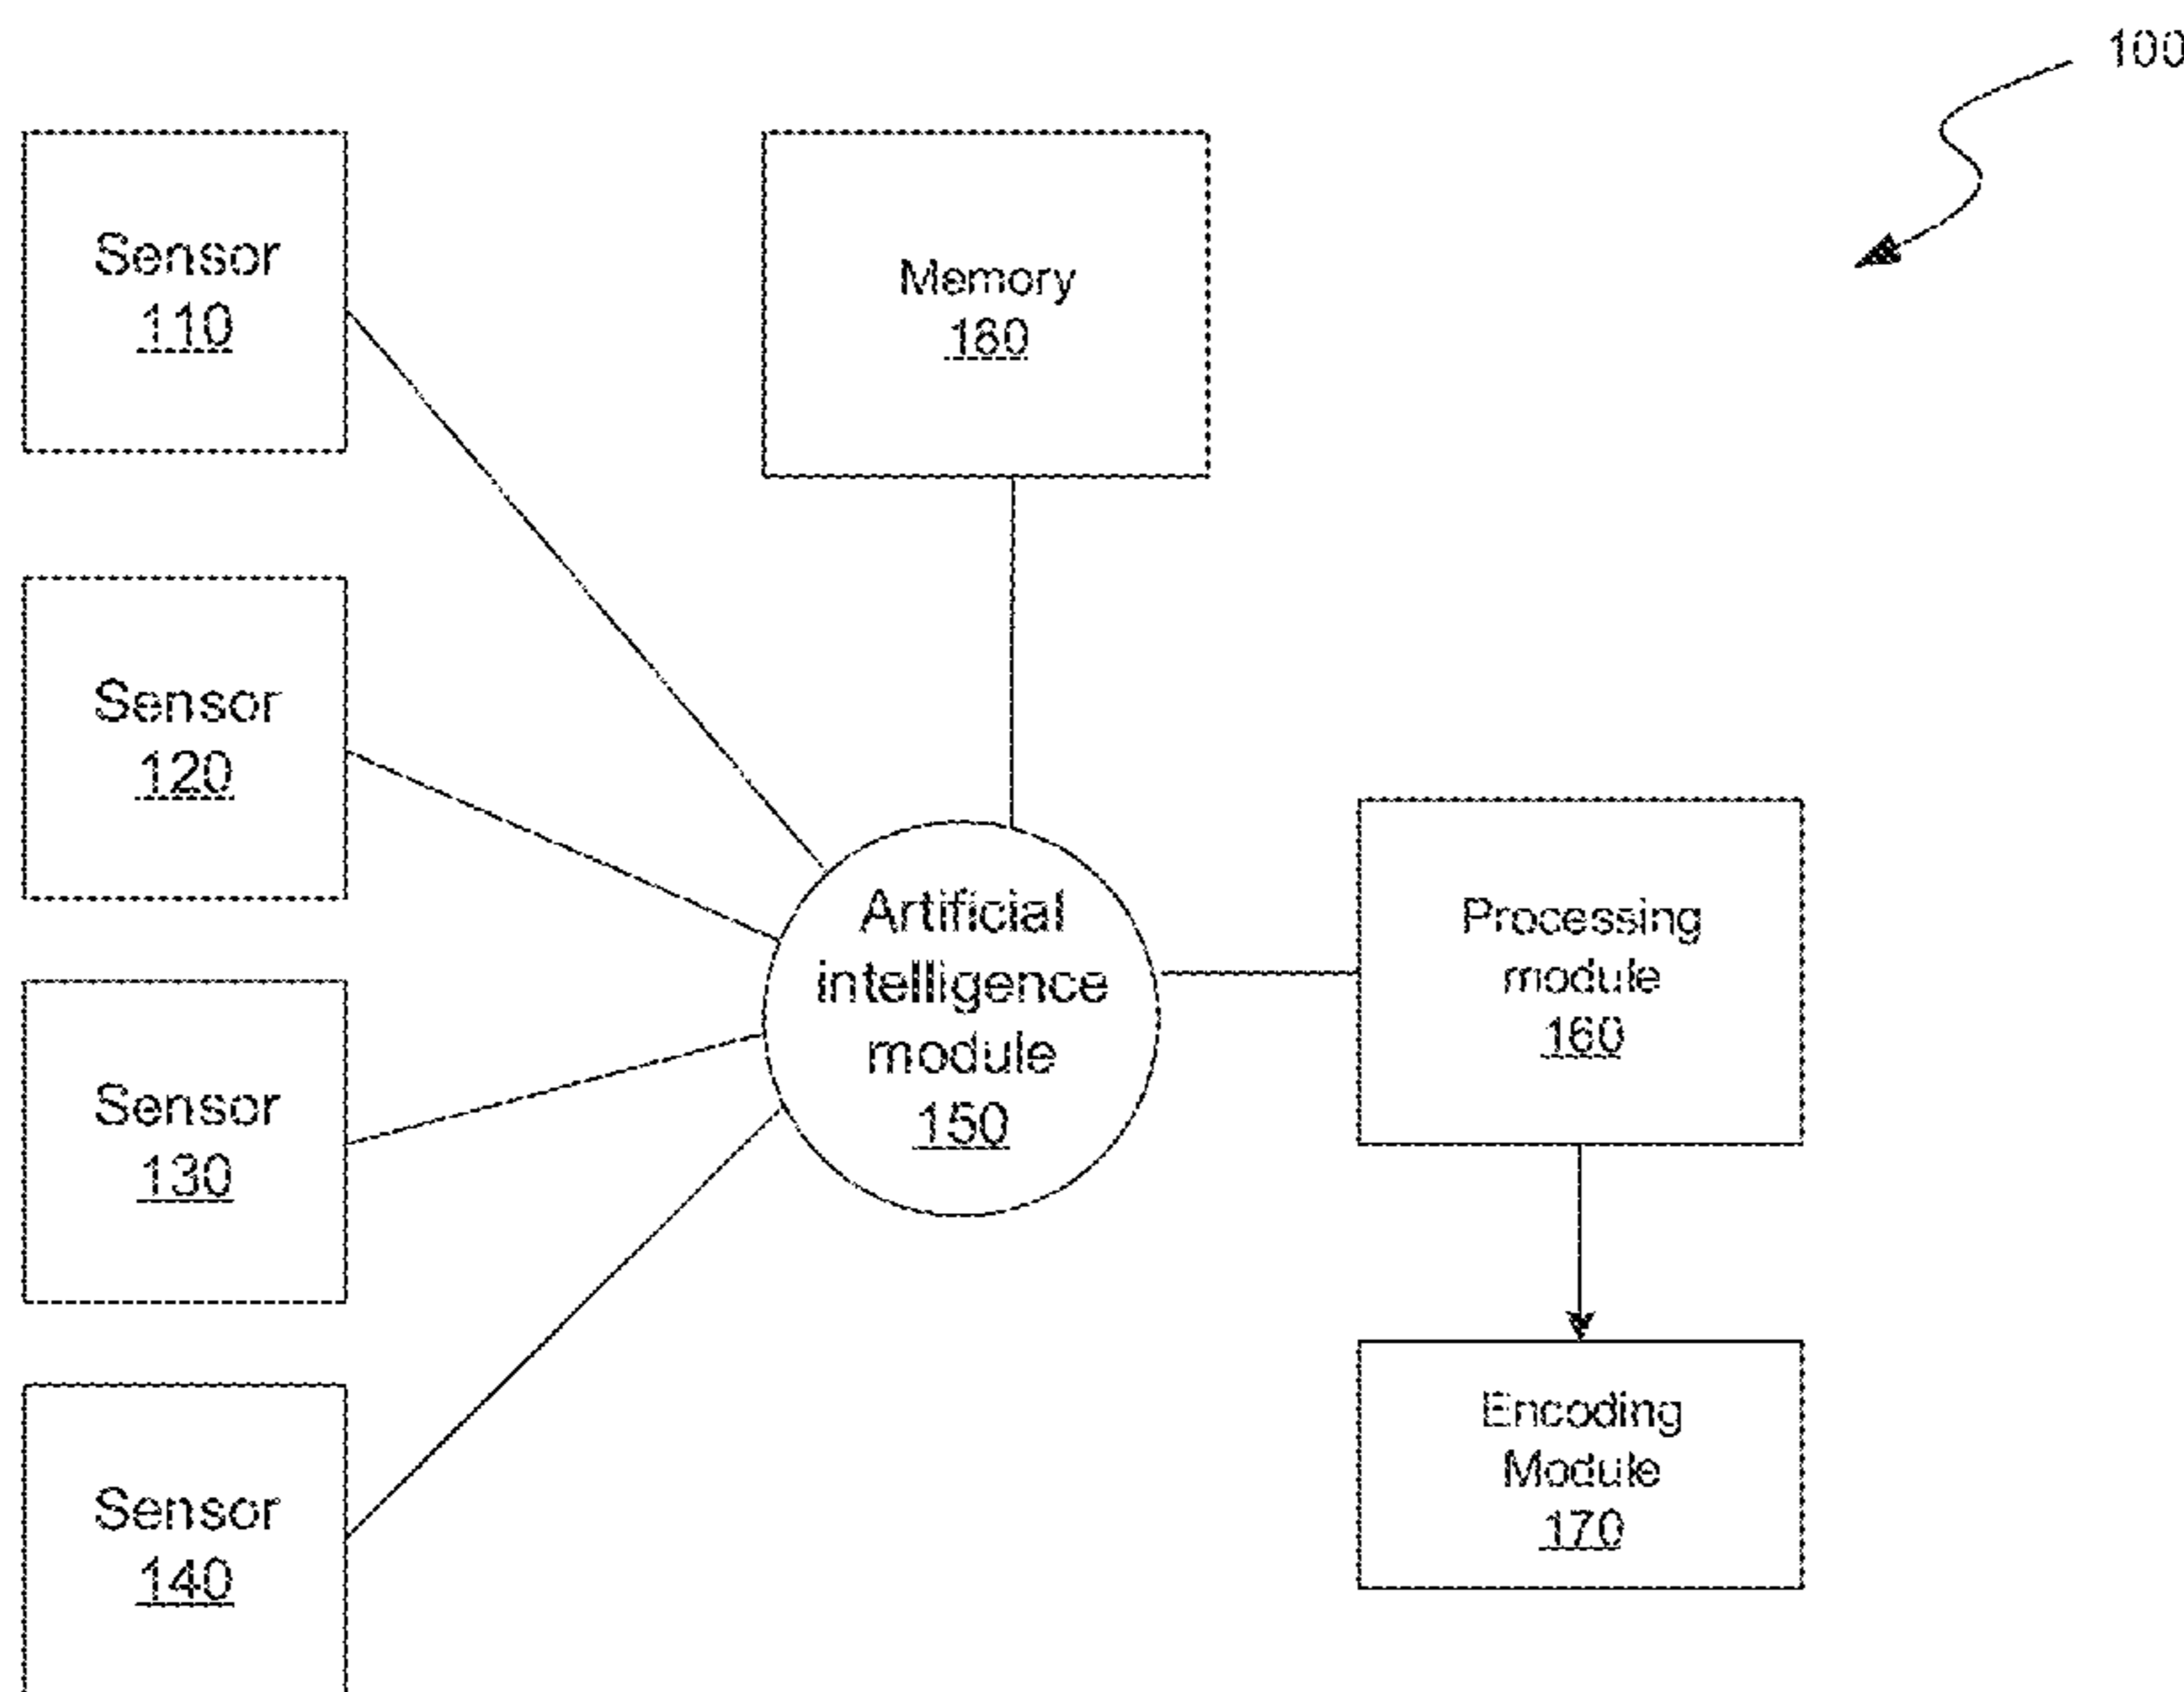 100
Sensor
110
Memory
160
Sensor
120
Artificial
intelligence
module
150
Processing
module
160
Sensor
130
Encoding
Module
170
Sensor
140